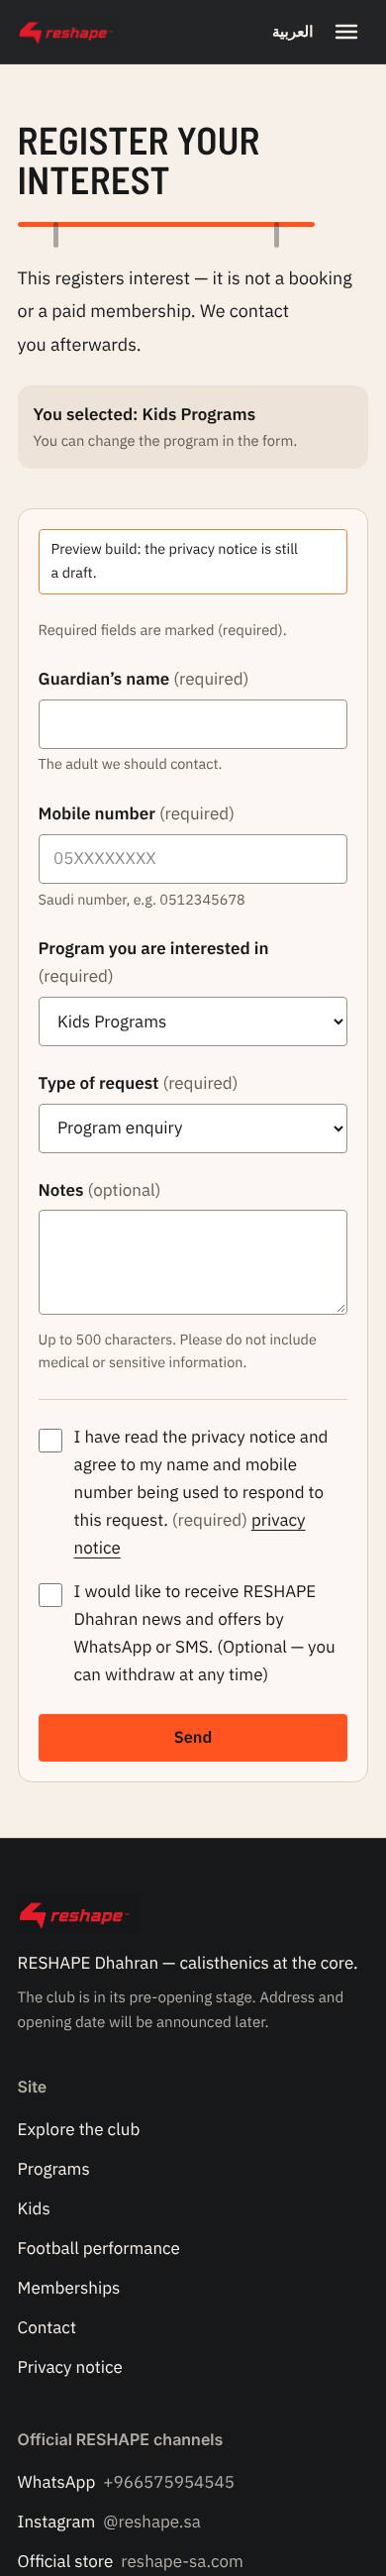 reshape
العربية
REGISTER YOUR
INTEREST
This registers interest — it is not a booking
or a paid membership. We contact
you afterwards.
You selected: Kids Programs
You can change the program in the form.
Preview build: the privacy notice is still
a draft.
Required fields are marked (required).
Guardian’s name (required)
The adult we should contact.
Mobile number (required)
05XXXXXXXX
Saudi number, e.g. 0512345678
Program you are interested in
(required)
Kids Programs
Type of request (required)
Program enquiry
Notes (optional)
Up to 500 characters. Please do not include
medical or sensitive information.
I have read the privacy notice and
agree to my name and mobile
number being used to respond to
this request. (required) privacy
notice
I would like to receive RESHAPE
Dhahran news and offers by
WhatsApp or SMS. (Optional — you
can withdraw at any time)
Send
reshape
RESHAPE Dhahran — calisthenics at the core.
The club is in its pre-opening stage. Address and
opening date will be announced later.
Site
Explore the club
Programs
Kids
Football performance
Memberships
Contact
Privacy notice
Official RESHAPE channels
WhatsApp +966575954545
Instagram @reshape.sa
Official store reshape-sa.com